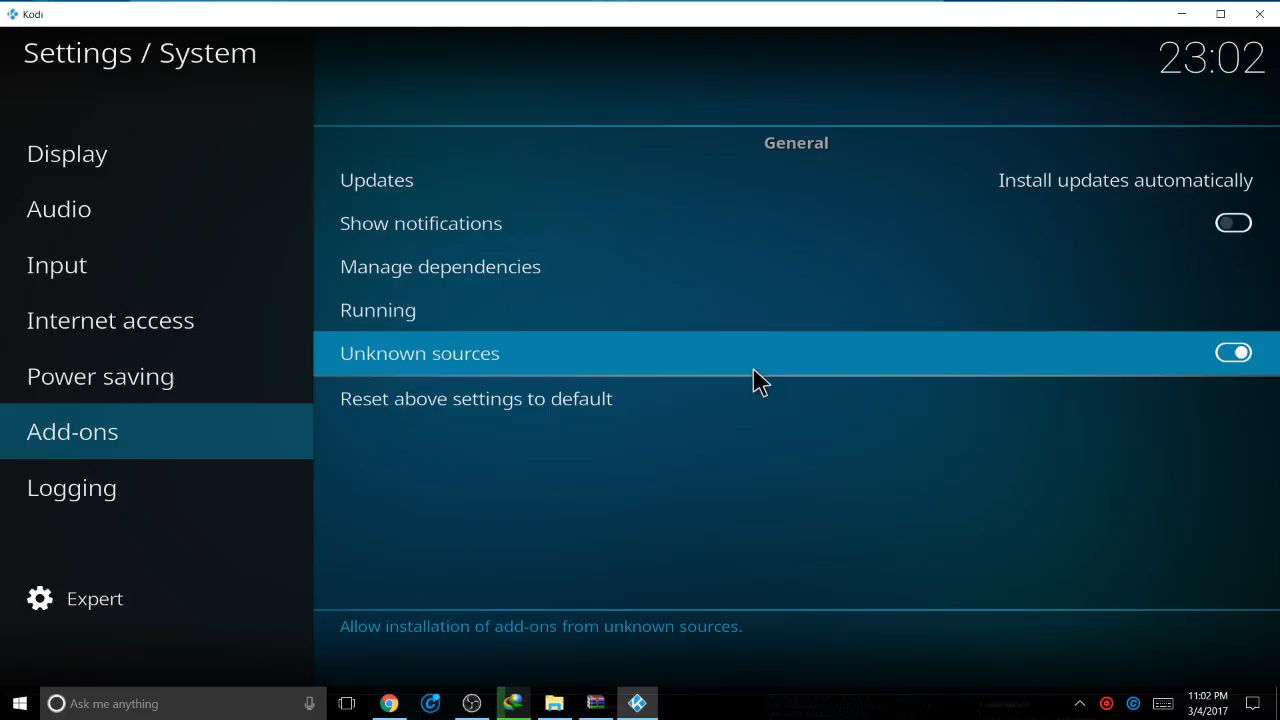 Kodi
Settings / System
23:02
Display
Audio
Input
Internet access
Power saving
Add-ons
Logging
Expert
General
Updates
Install updates automatically
Show notifications
Manage dependencies
Running
Unknown sources
Reset above settings to default
Allow installation of add-ons from unknown sources.
Ask me anything
11:02 PM
3/4/2017